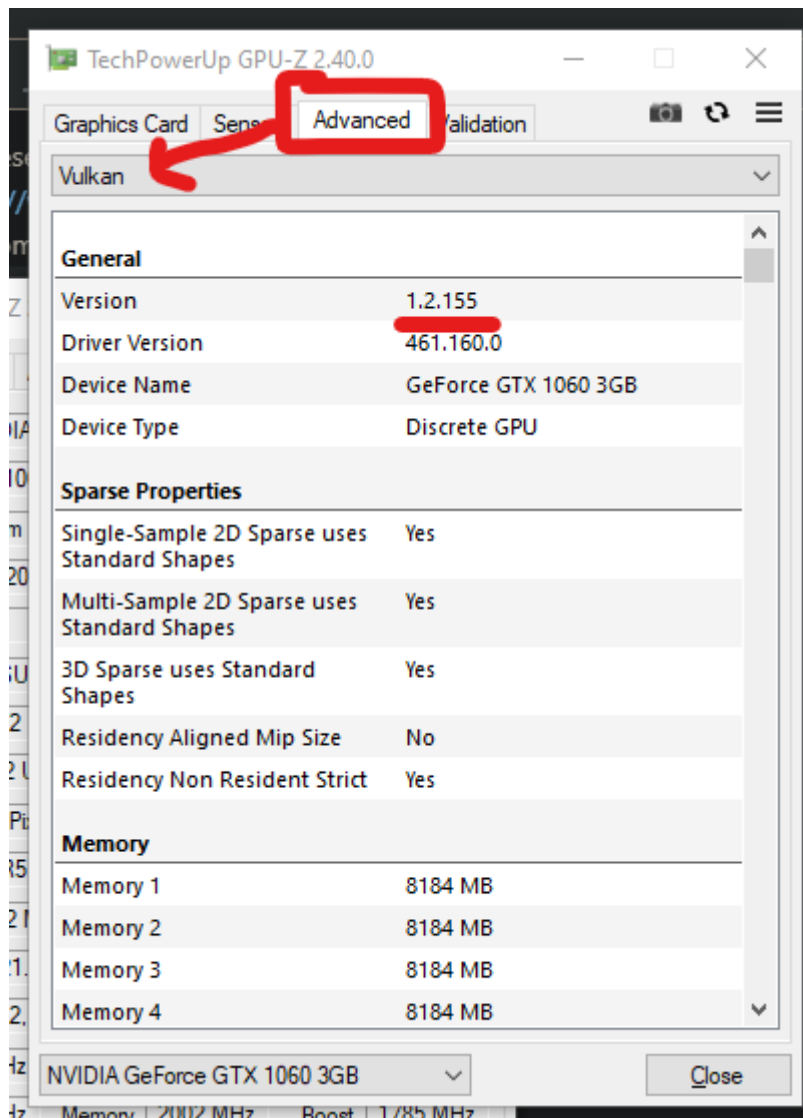 TechPowerUp GPU-Z 2.40.0
Graphics Card Advanced Validation
Vulkan
General
Version 1.2.155
Driver Version 461.160.0
Device Name GeForce GTX 1060 3GB
Device Type Discrete GPU
Sparse Properties
Single-Sample 2D Sparse uses Yes
Standard Shapes
Multi-Sample 2D Sparse uses Yes
Standard Shapes
3D Sparse uses Standard Yes
Shapes
Residency Aligned Mip Size No
Residency Non Resident Strict Yes
Memory
Memory 1 8184 MB
Memory 2 8184 MB
Memory 3 8184 MB
Memory 4 8184 MB
NVIDIA GeForce GTX 1060 3GB Close
Memory 2002 MHz Boost 1785 MHz